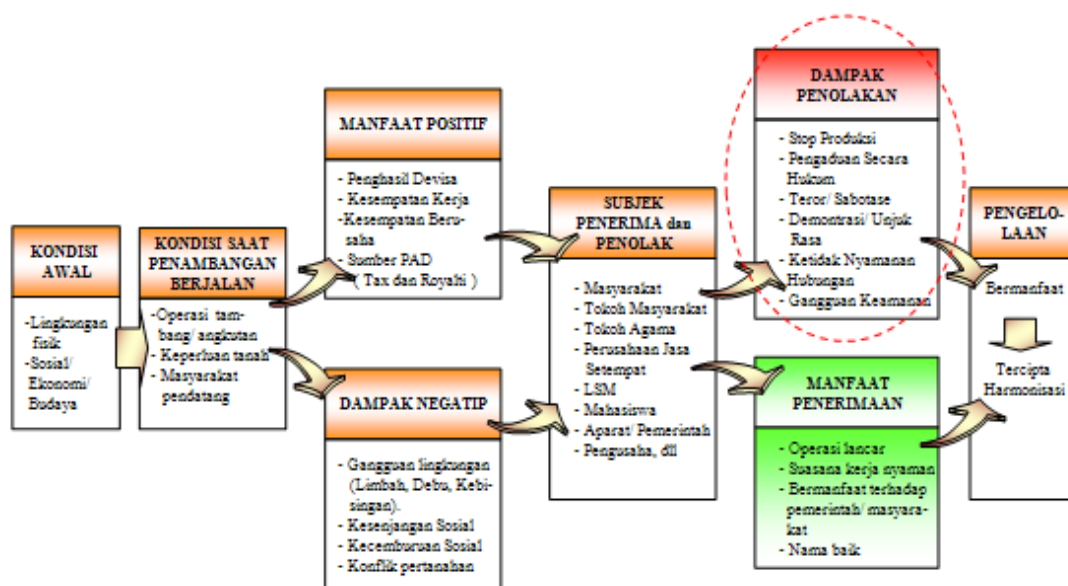 KONDISI
AWAL
-Lingkungan
fisik
-Sosial/
Ekonomi/
Budaya
KONDISI SAAT
PENAMBANGAN
BERJALAN
-Operasi tam-
bang/ angkutan
- Keperluan tanah
- Masyarakat
pendatang
MANFAAT POSITIF
- Penghasil Devisa
- Kesempatan Kerja
-Kesempatan Beru-
saha
- Sumber PAD
( Tax dan Royalti )
DAMPAK NEGATIP
- Gangguan lingkungan
(Limbah, Debu, Kebi-
singan).
- Kesenjangan Sosial
- Kecemburuan Sosial
- Konflik pertanahan
SUBJEK
PENERIMA dan
PENOLAK
- Masyarakat
- Tokoh Masyarakat
- Tokoh Agama
- Perusahaan Jasa
Setempat
- LSM
- Mahasiswa
- Aparat/ Pemerintah
- Pengusaha, dll
DAMPAK
PENOLAKAN
- Stop Produksi
- Pengaduan Secara
Hukum
- Teror/ Sabotase
- Demontrasi/ Unjuk
Rasa
- Ketidak Nyamanan
Hubungan
- Gangguan Keamanan
MANFAAT
PENERIMAAN
- Operasi lancar
- Suasana kerja nyaman
- Bermanfaat terhadap
pemerintah/ masyara-
kat
- Nama baik
PENGELO-
LAAN
Bermanfaat
Tercipta
Harmonisasi